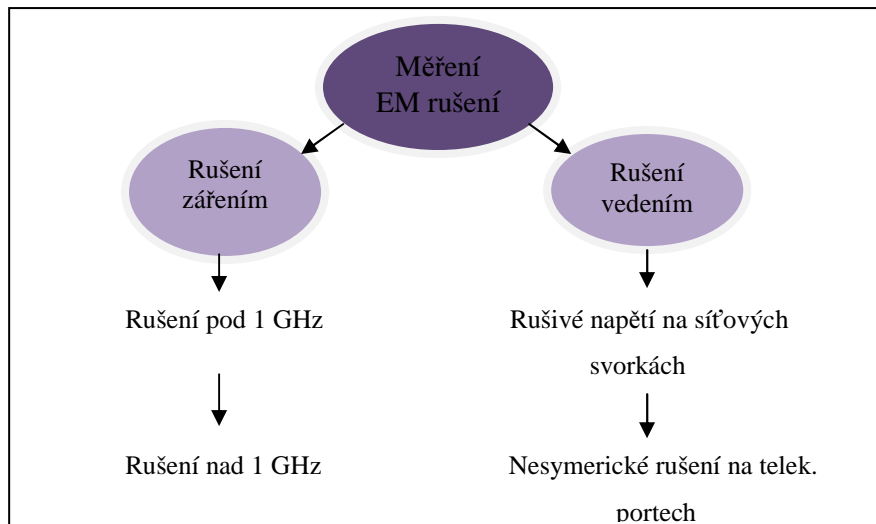 Měření
EM rušení
Rušení
zářením
Rušení
vedením
Rušení pod 1 GHz
Rušivé napětí na síťových
svorkách
Rušení nad 1 GHz
Nesymerické rušení na telek.
portech